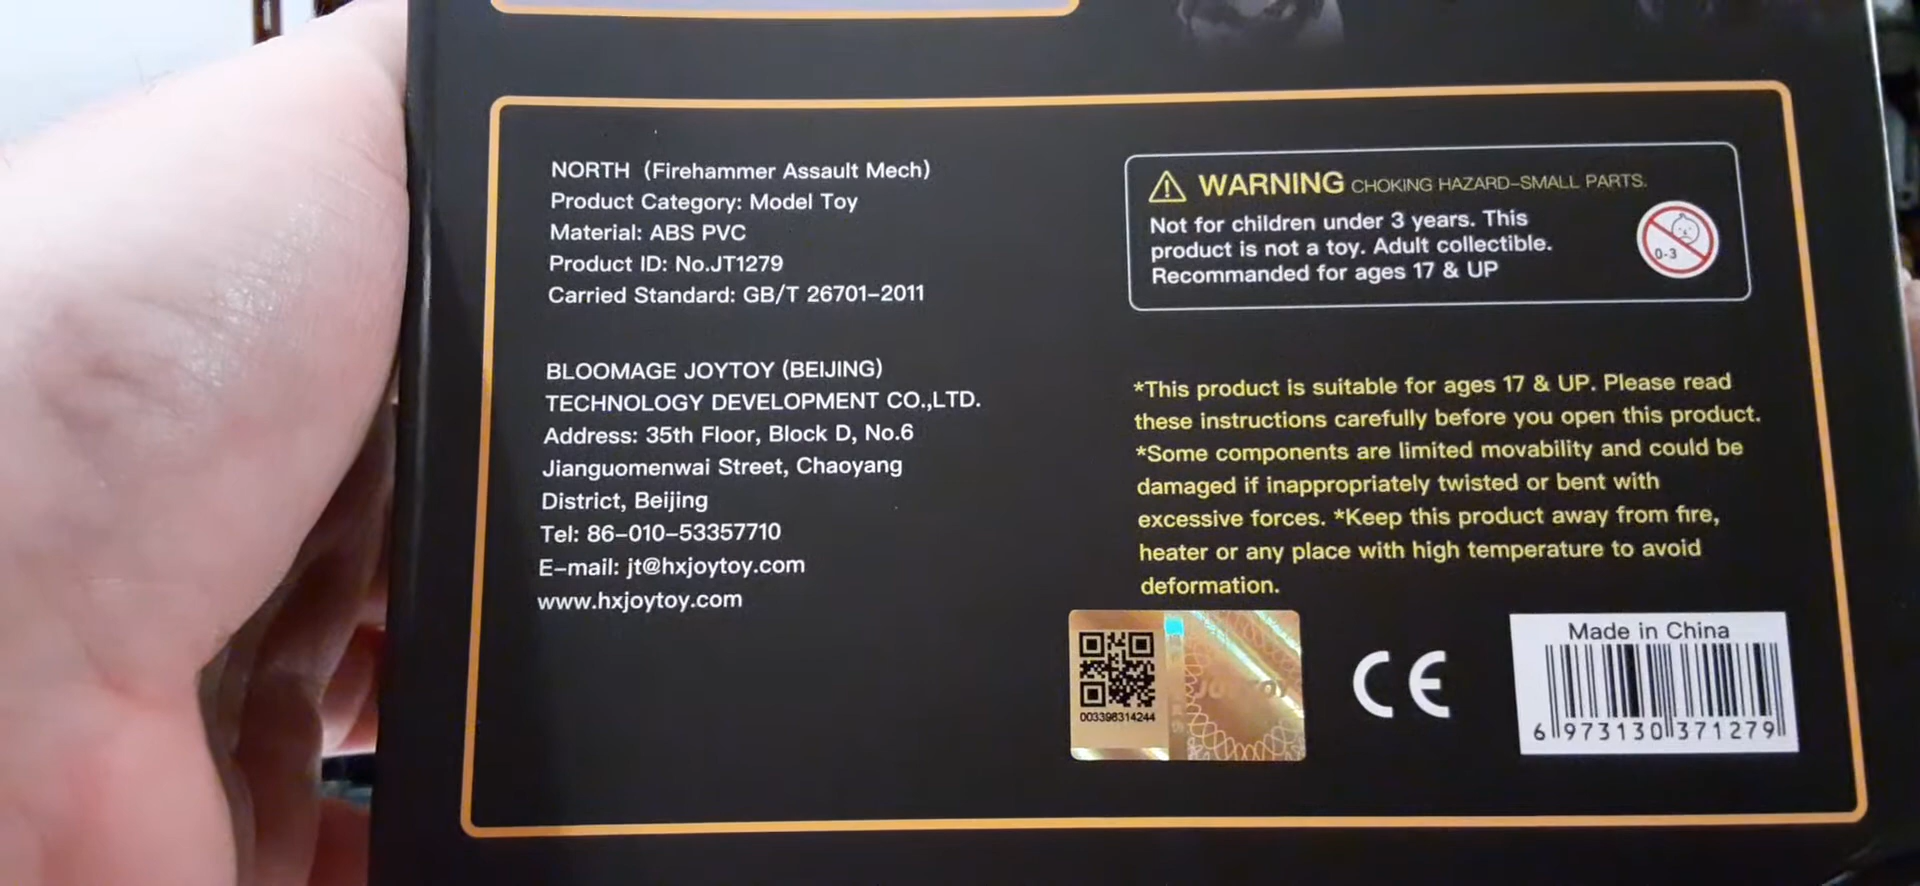 NORTH (Firehammer Assault Mech)
Product Category: Model Toy
Material: ABS PVC
Product ID: No.JT1279
Carried Standard: GB/T 26701-2011
BLOOMAGE JOYTOY (BEIJING)
TECHNOLOGY DEVELOPMENT CO.,LTD.
Address: 35th Floor, Block D, No.6
Jianguomenwai Street, Chaoyang
District, Beijing
Tel: 86-010-53357710
E-mail: jt@hxjoytoy.com
www.hxjoytoy.com
WARNING CHOKING HAZARD-SMALL PARTS.
Not for children under 3 years. This
product is not a toy. Adult collectible.
Recommanded for ages 17 & UP
0-3
*This product is suitable for ages 17 & UP. Please read
these instructions carefully before you open this product.
*Some components are limited movability and could be
damaged if inappropriately twisted or bent with
excessive forces. *Keep this product away from fire,
heater or any place with high temperature to avoid
deformation.
003398314244
JOYTOY
CE
Made in China
6 973130 371279